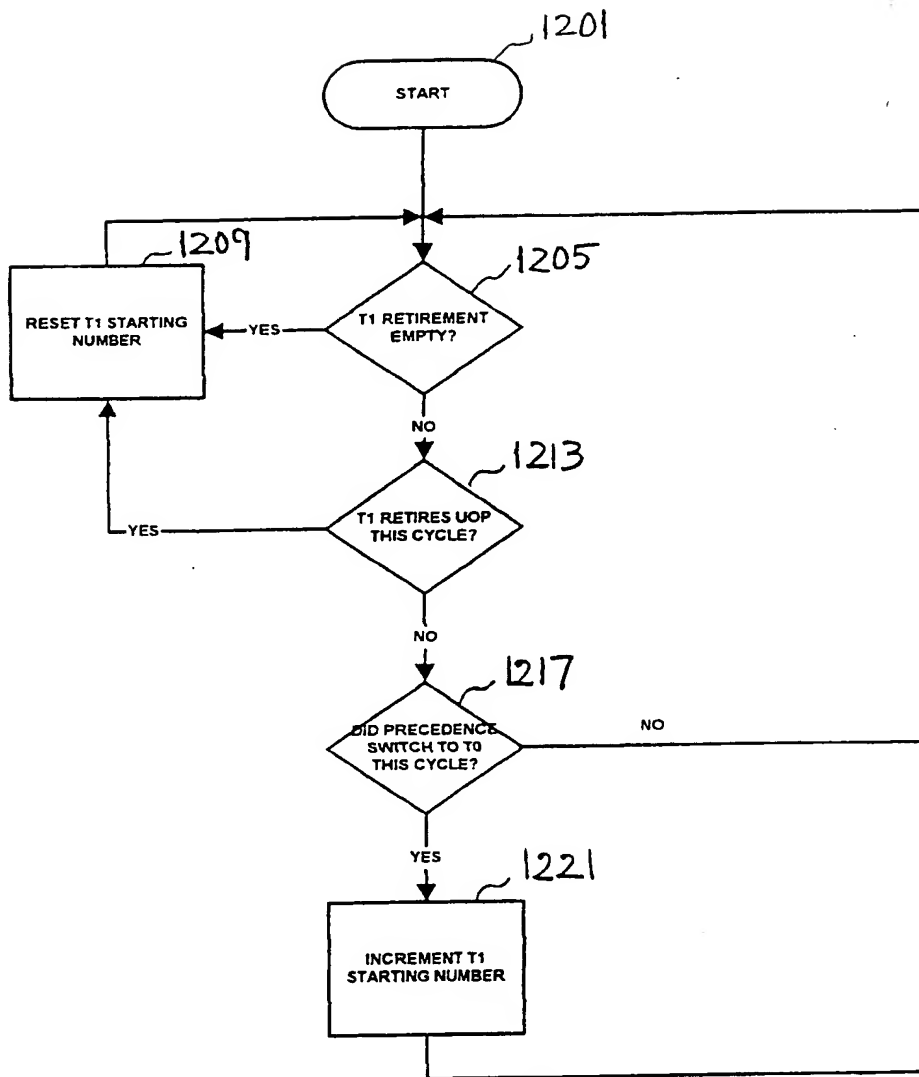 1201
START
1209
1205
RESET T1 STARTING
NUMBER
YES
T1 RETIREMENT
EMPTY?
NO
1213
YES
T1 RETIRES UOP
THIS CYCLE?
NO
1217
DID PRECEDENCE
SWITCH TO T0
THIS CYCLE?
NO
YES
1221
INCREMENT T1
STARTING NUMBER